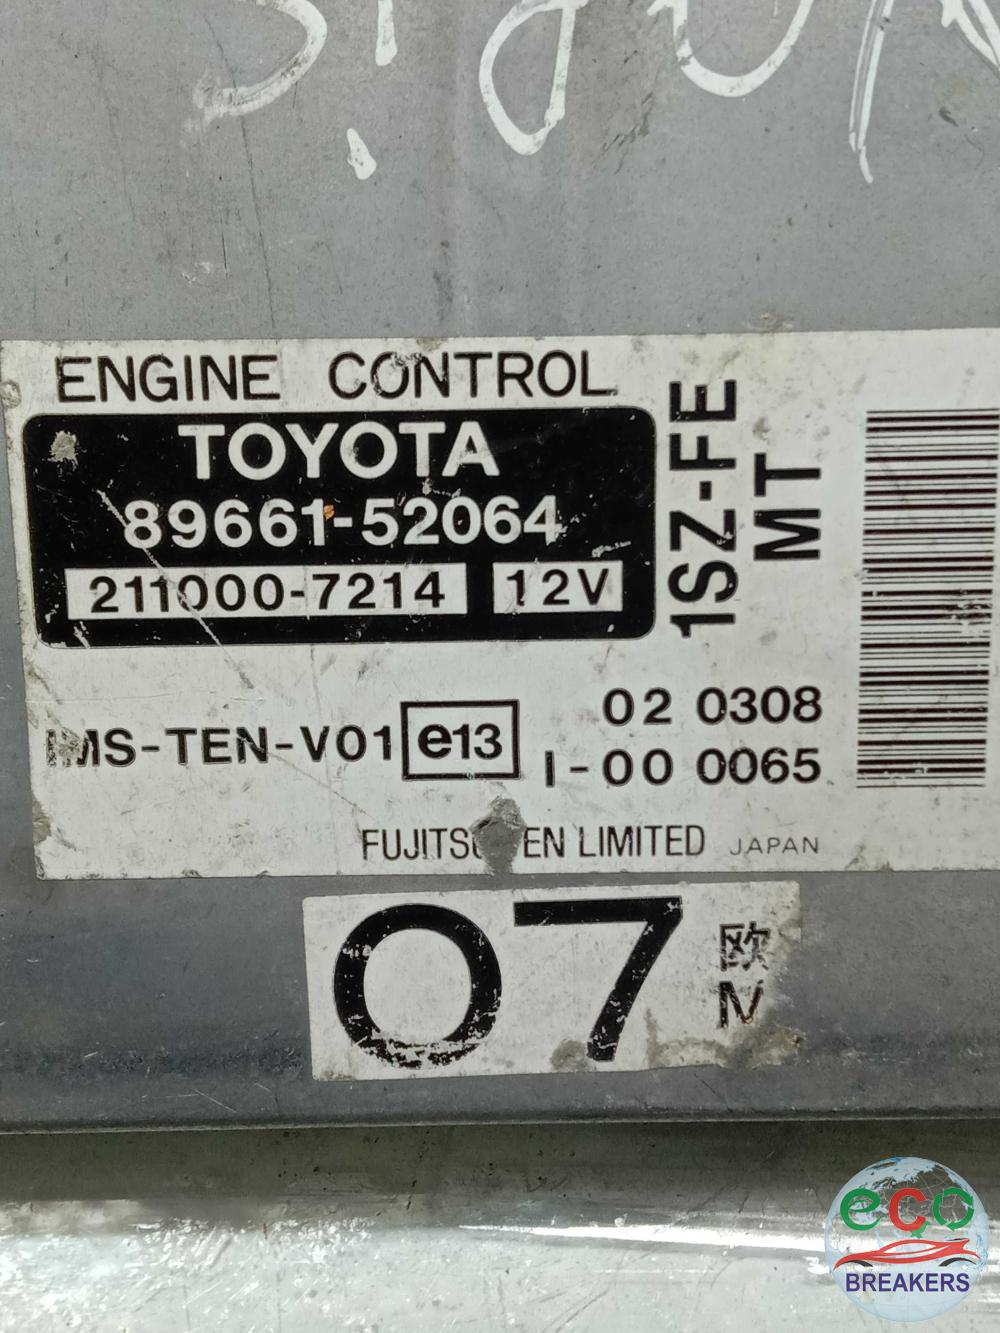 ENGINE CONTROL
TOYOTA
89661-52064
211000-7214 12V
1SZ-FE
MT
IMS-TEN-V01 e13 02 0308
I-00 0065
FUJITSU TEN LIMITED JAPAN
07 欧
eco
BREAKERS